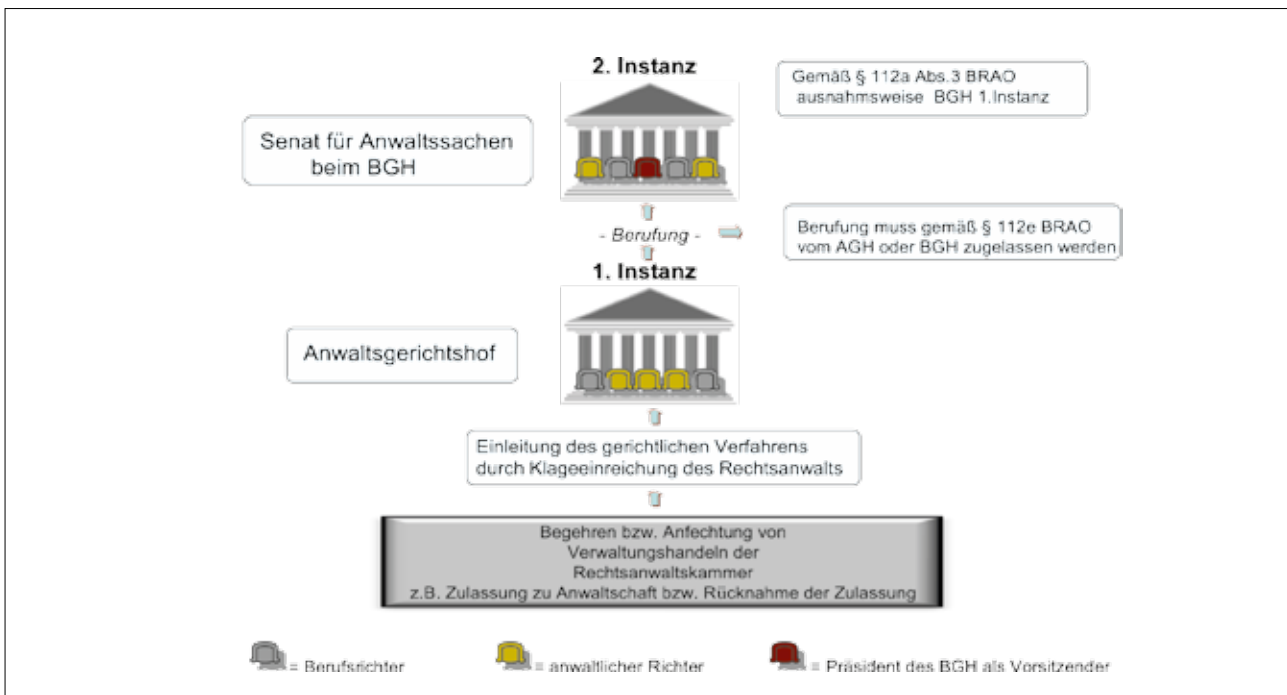 2. Instanz
Gemäß § 112a Abs.3 BRAO
ausnahmsweise BGH 1.Instanz
Senat für Anwaltssachen
beim BGH
- Berufung -
Berufung muss gemäß § 112e BRAO
vom AGH oder BGH zugelassen werden
1. Instanz
Anwaltsgerichtshof
Einleitung des gerichtlichen Verfahrens
durch Klageeinreichung des Rechtsanwalts
Begehren bzw. Anfechtung von
Verwaltungshandeln der
Rechtsanwaltskammer
z.B. Zulassung zu Anwaltschaft bzw. Rücknahme der Zulassung
= Berufsrichter
= anwaltlicher Richter
= Präsident des BGH als Vorsitzender